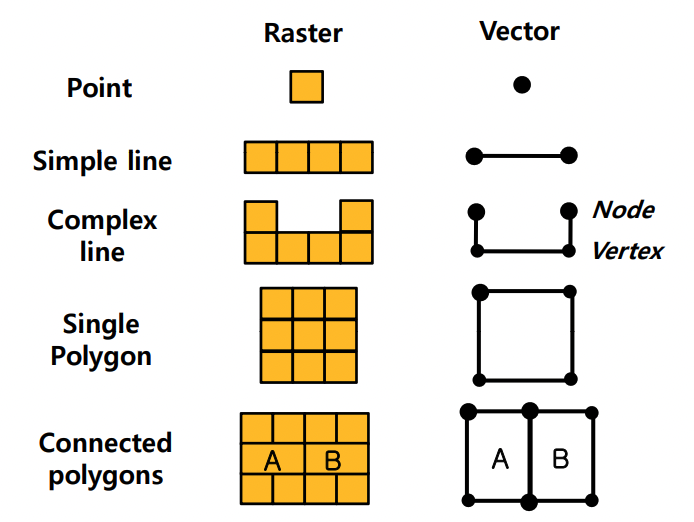 Raster Vector
Point
Simple line
Complex
line
Node
Vertex
Single
Polygon
Connected
polygons
A B
A B